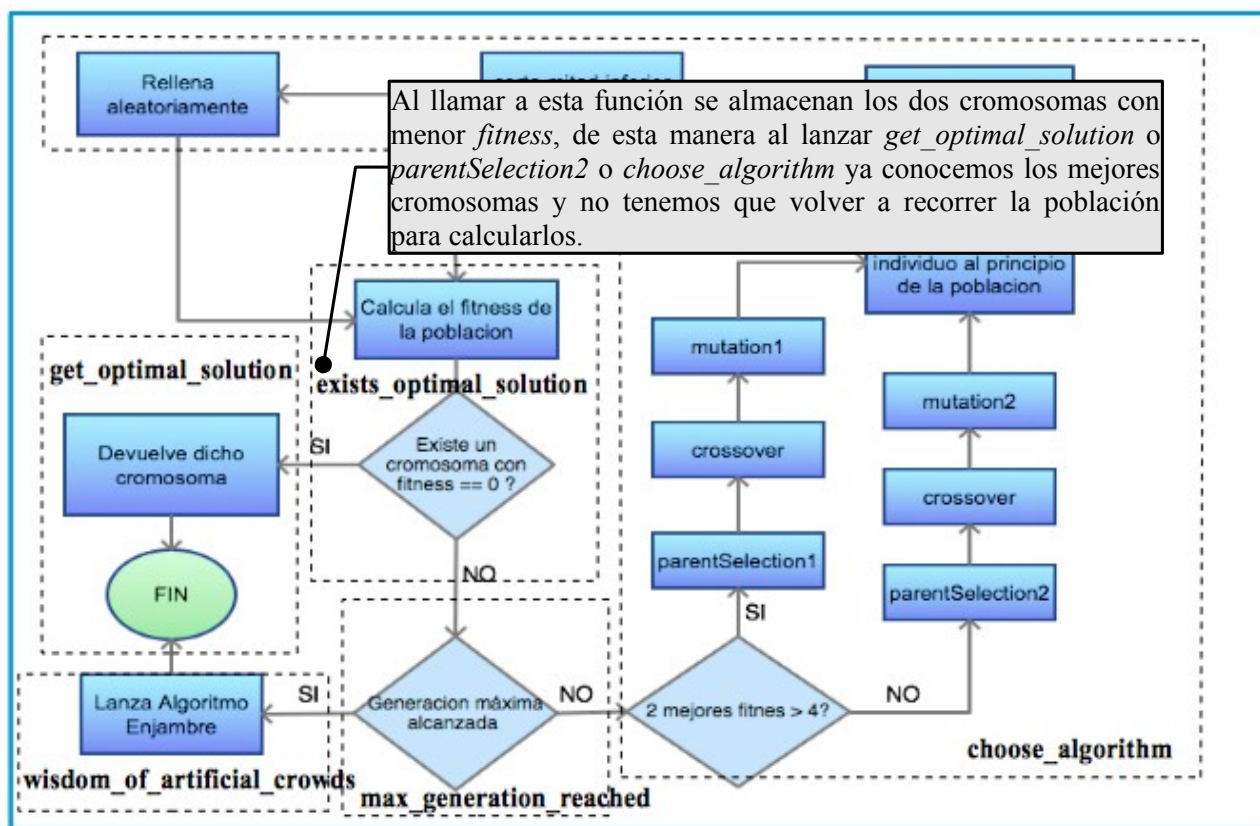 Rellena
aleatoriamente
Al llamar a esta función se almacenan los dos cromosomas con
menor fitness, de esta manera al lanzar get_optimal_solution o
parentSelection2 o choose_algorithm ya conocemos los mejores
cromosomas y no tenemos que volver a recorrer la población
para calcularlos.
individuo al principio
de la poblacion
Calcula el fitness de
la poblacion
mutation1
get_optimal_solution
exists_optimal_solution
mutation2
Devuelve dicho
cromosoma
SI
Existe un
cromosoma con
fitness == 0 ?
crossover
crossover
parentSelection1
parentSelection2
NO
FIN
SI
Lanza Algoritmo
Enjambre
SI
Generacion máxima
alcanzada
NO
2 mejores fitnes > 4?
NO
choose_algorithm
wisdom_of_artificial_crowds
max_generation_reached